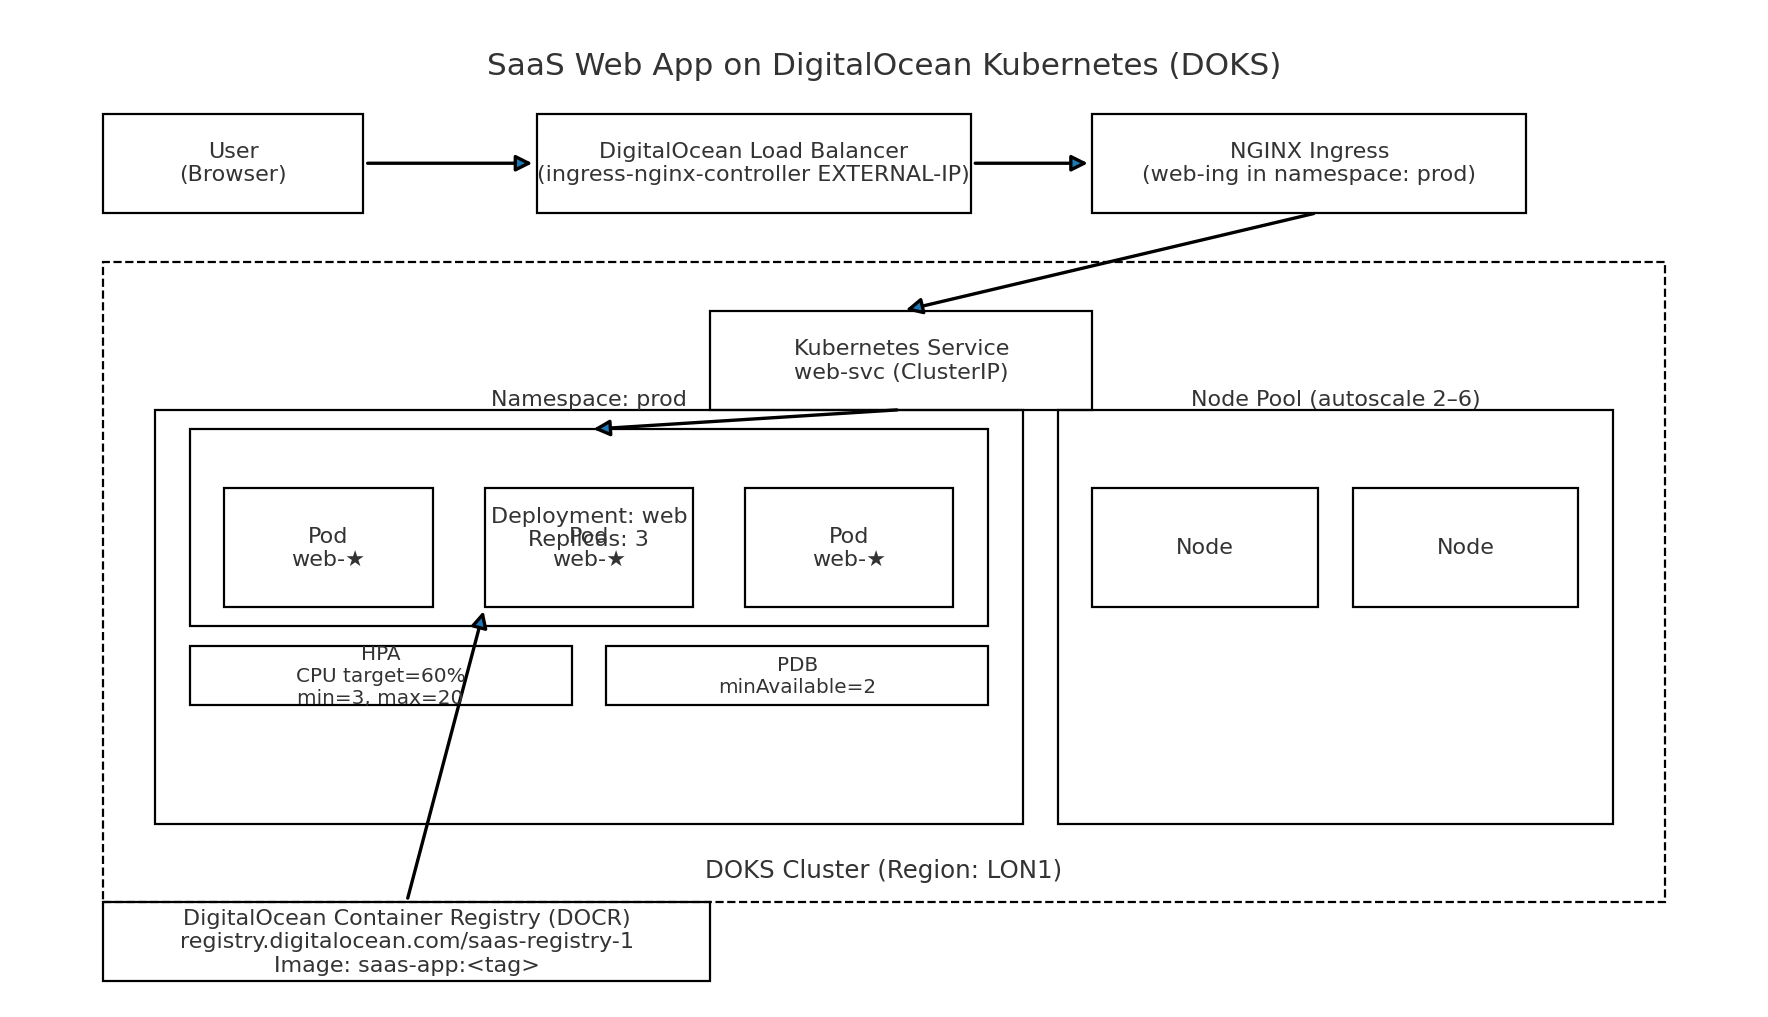 SaaS Web App on DigitalOcean Kubernetes (DOKS)
User
(Browser)
DigitalOcean Load Balancer
(ingress-nginx-controller EXTERNAL-IP)
NGINX Ingress
(web-ing in namespace: prod)
Kubernetes Service
web-svc (ClusterIP)
Namespace: prod
Node Pool (autoscale 2–6)
Deployment: web
Replicas: 3
Pod
web-★
Pod
web-★
Pod
web-★
Node
Node
HPA
CPU target=60%
min=3, max=20
PDB
minAvailable=2
DOKS Cluster (Region: LON1)
DigitalOcean Container Registry (DOCR)
registry.digitalocean.com/saas-registry-1
Image: saas-app:<tag>